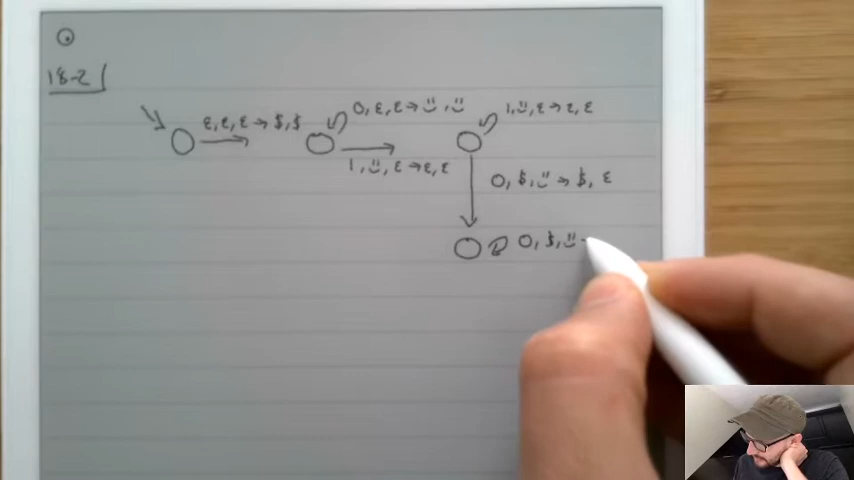 18-2
ε, ε, ε → $, $
0, ε, ε → ॑॑ں, ॑॑ں
1, ॑॑ں, ε → ε, ε
1, ॑॑ں, ε → ε, ε
0, $, ॑॑ں → $, ε
0, $, ॑॑ں